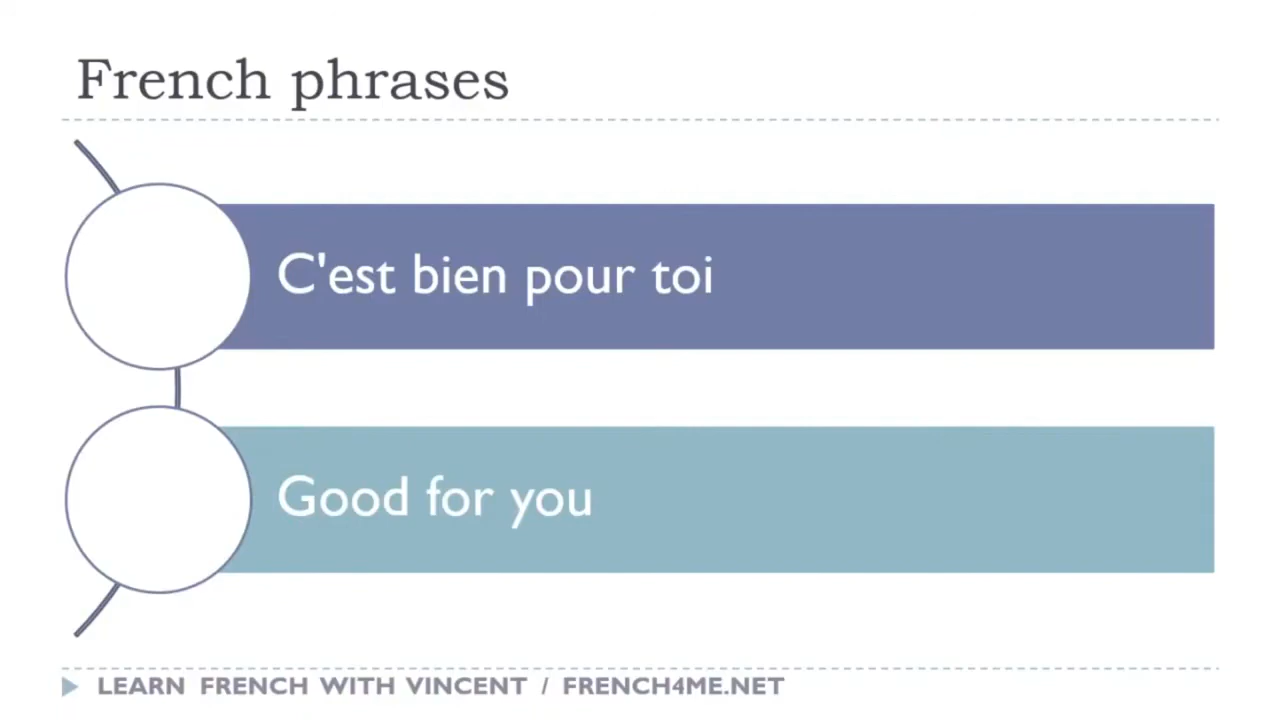 French phrases
C'est bien pour toi
Good for you
LEARN FRENCH WITH VINCENT / FRENCH4ME.NET